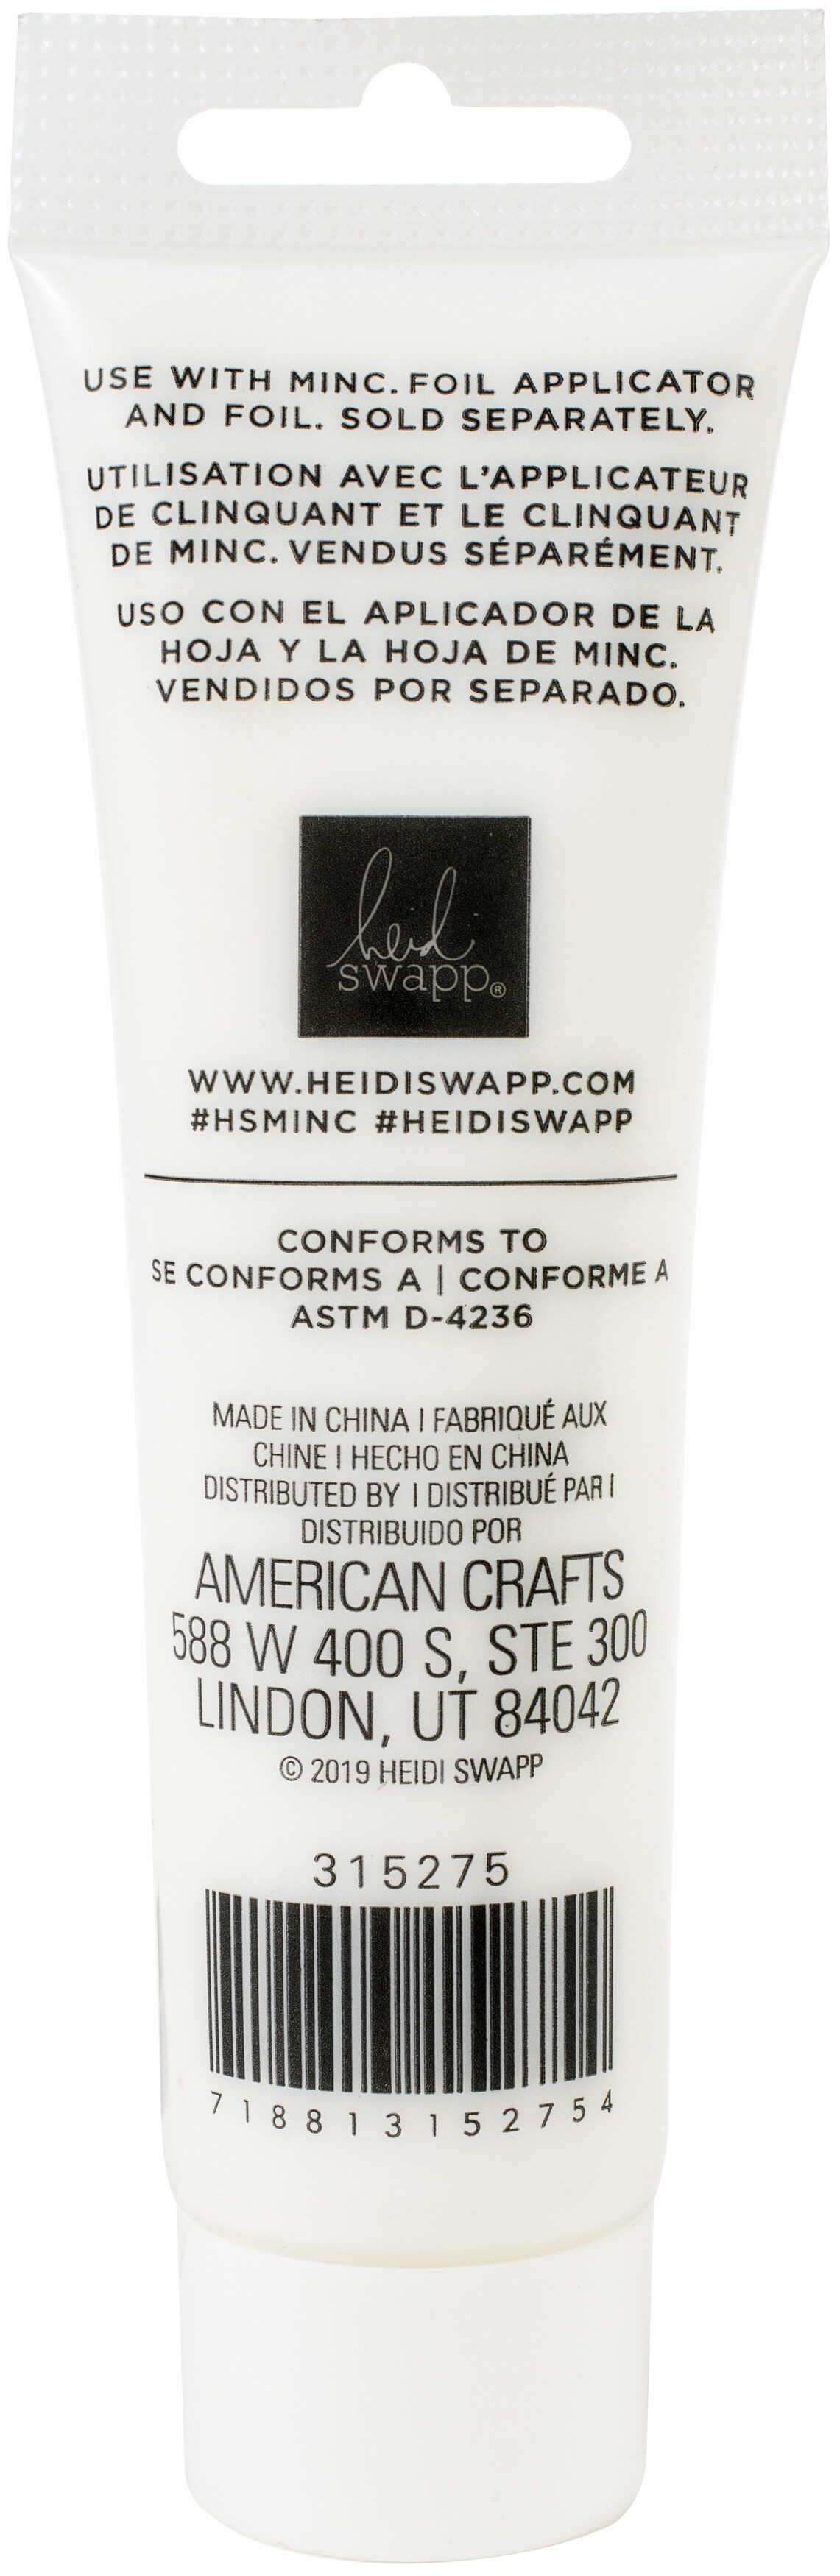 USE WITH MINC. FOIL APPLICATOR
AND FOIL. SOLD SEPARATELY.
UTILISATION AVEC L'APPLICATEUR
DE CLINQUANT ET LE CLINQUANT
DE MINC. VENDUS SÉPARÉMENT.
USO CON EL APLICADOR DE LA
HOJA Y LA HOJA DE MINC.
VENDIDOS POR SEPARADO.
heidi
swapp®
WWW.HEIDISWAPP.COM
#HSMINC #HEIDISWAPP
CONFORMS TO
SE CONFORMS A | CONFORME A
ASTM D-4236
MADE IN CHINA I FABRIQUÉ AUX
CHINE I HECHO EN CHINA
DISTRIBUTED BY I DISTRIBUÉ PAR I
DISTRIBUIDO POR
AMERICAN CRAFTS
588 W 400 S, STE 300
LINDON, UT 84042
© 2019 HEIDI SWAPP
315275
7 18813 15275 4